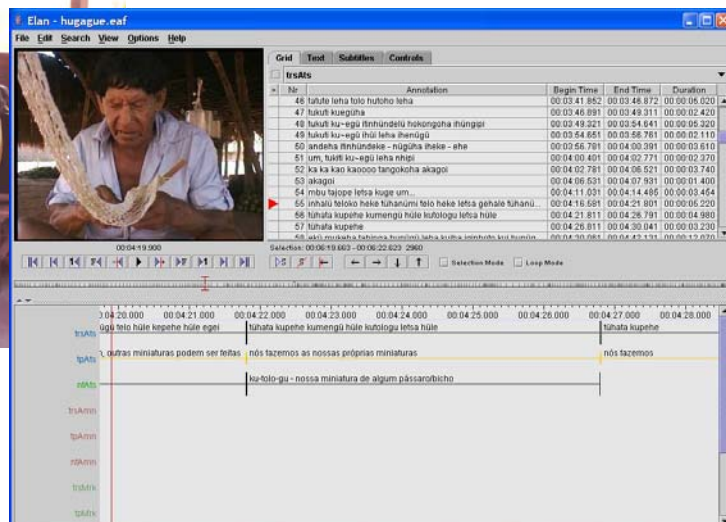 Elan - hugague.eaf
File Edit Search View Options Help
Grid Text Subtitles Controls
trsAts
Nr Annotation Begin Time End Time Duration
46 tatute leha tolo hutoho leha 00:03:41.852 00:03:46.872 00:00:05.020
47 tukuti kuegüha 00:03:46.891 00:03:49.311 00:00:02.420
48 tukuti ku-egü itinhündelü hokongoha ihüngipi 00:03:49.321 00:03:54.641 00:00:05.320
49 tukuti ku-egü ihüi leha ihenügü 00:03:54.651 00:03:56.761 00:00:02.110
50 andeha itinhündeke - nügüha iheke - ehe 00:03:56.781 00:04:00.391 00:00:03.610
51 um, tukiti ku-egü leha nhipi 00:04:00.401 00:04:02.771 00:00:02.370
52 ka ka kao kaoooo tangokoha akagoi 00:04:02.781 00:04:06.521 00:00:03.740
53 akagoi 00:04:06.531 00:04:07.931 00:00:01.400
54 mbu tajope letsa kuge um... 00:04:11.031 00:04:14.485 00:00:03.454
55 inhalü teloko heke tühanümi telo heke letsa gehale tühanü... 00:04:16.581 00:04:21.801 00:00:05.220
56 tühata kupehe kumengü hüle kutologu letsa hüle 00:04:21.811 00:04:26.791 00:00:04.980
57 tühata kupehe 00:04:26.811 00:04:30.041 00:00:03.230
00:04:19.900
Selection: 00:06:19.663 - 00:06:22.623 2960
Selection Mode Loop Mode
04:20.000 00:04:21.000 00:04:22.000 00:04:23.000 00:04:24.000 00:04:25.000 00:04:26.000 00:04:27.000 00:04:28.000
trsAts telo hüle kepehe hüle egei tühata kupehe kumengü hüle kutologu letsa hüle tühata kupehe
tpAts outras miniaturas podem ser feitas nós fazemos as nossas próprias miniaturas nós fazemos
ntAts ku-tolo-gu - nossa miniatura de algum pássaro/bicho
trsAmn
tpAmn
ntAmn
trsMrk
tpMrk